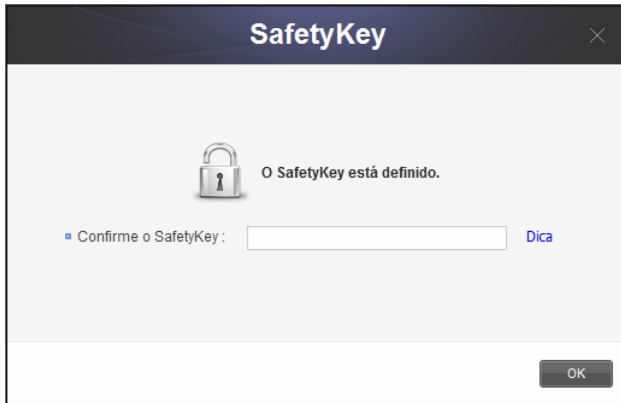 SafetyKey
O SafetyKey está definido.
Confirme o SafetyKey :
Dica
OK